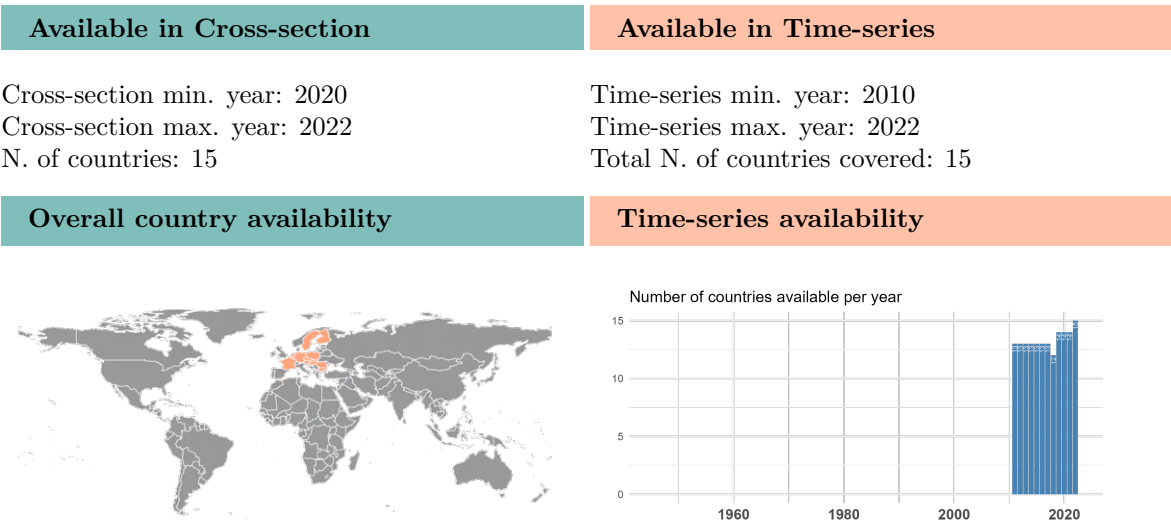 Available in Cross-section
Available in Time-series
Cross-section min. year: 2020
Cross-section max. year: 2022
N. of countries: 15
Time-series min. year: 2010
Time-series max. year: 2022
Total N. of countries covered: 15
Overall country availability
Time-series availability
Number of countries available per year
15
10
5
0
1960
1980
2000
2020